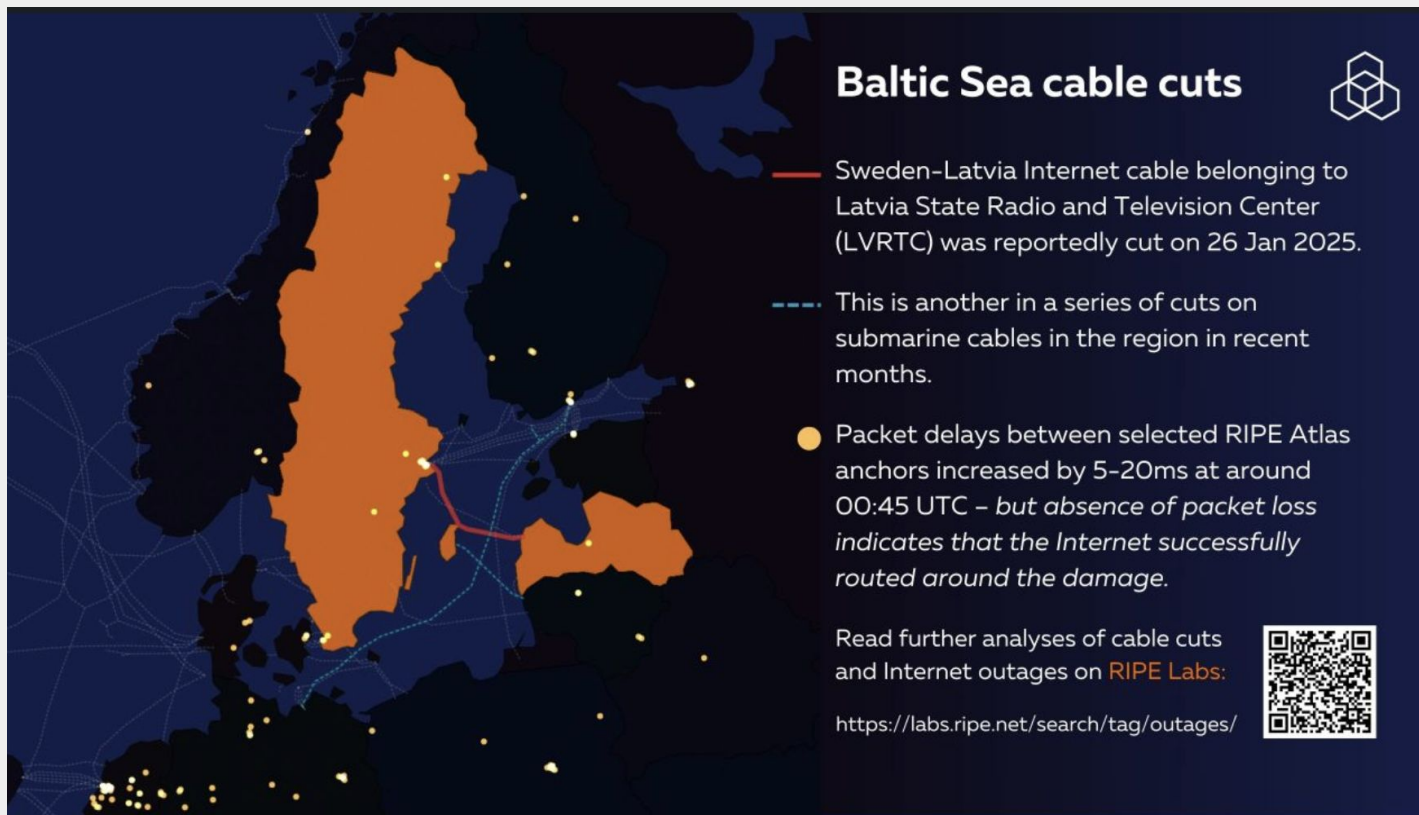 Baltic Sea cable cuts
Sweden-Latvia Internet cable belonging to
Latvia State Radio and Television Center
(LVRTC) was reportedly cut on 26 Jan 2025.
This is another in a series of cuts on
submarine cables in the region in recent
months.
Packet delays between selected RIPE Atlas
anchors increased by 5-20ms at around
00:45 UTC – but absence of packet loss
indicates that the Internet successfully
routed around the damage.
Read further analyses of cable cuts
and Internet outages on RIPE Labs:
https://labs.ripe.net/search/tag/outages/